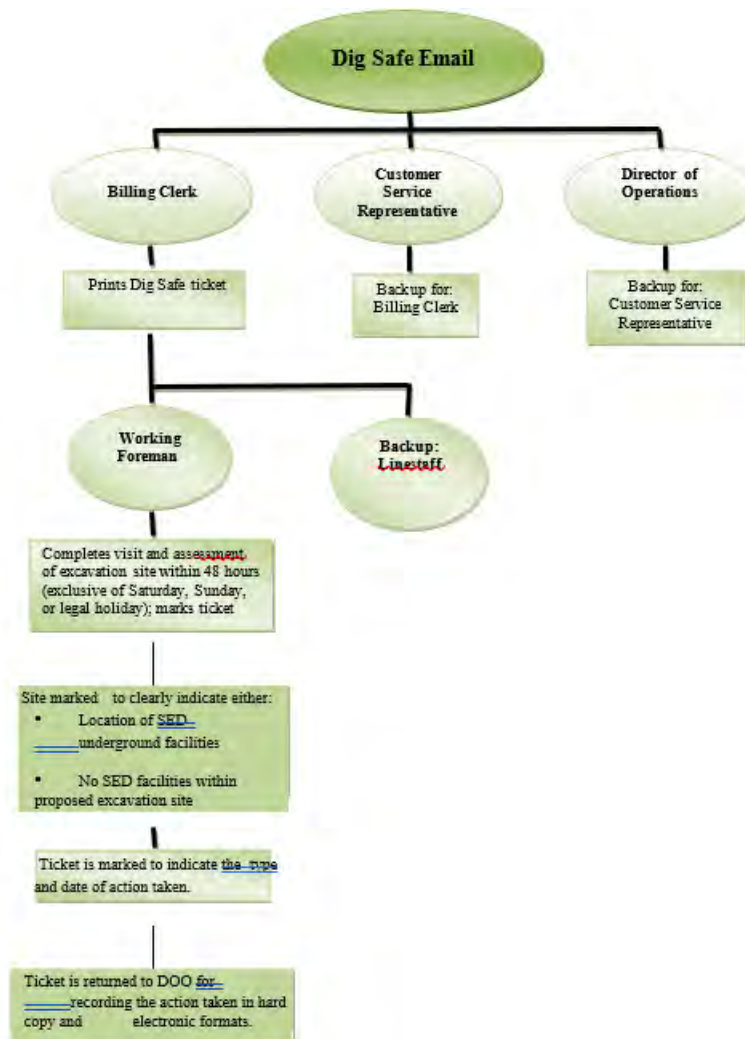 Dig Safe Email
Billing Clerk
Customer
Service
Representative
Director of
Operations
Prints Dig Safe ticket
Backup for:
Billing Clerk
Backup for:
Customer Service
Representative
Working
Foreman
Backup:
Linestaff
Completes visit and assessment
of excavation site within 48 hours
(exclusive of Saturday, Sunday,
or legal holiday); marks ticket
Site marked to clearly indicate either:
• Location of SED
underground facilities
• No SED facilities within
proposed excavation site
Ticket is marked to indicate the type
and date of action taken.
Ticket is returned to DOO for
recording the action taken in hard
copy and electronic formats.